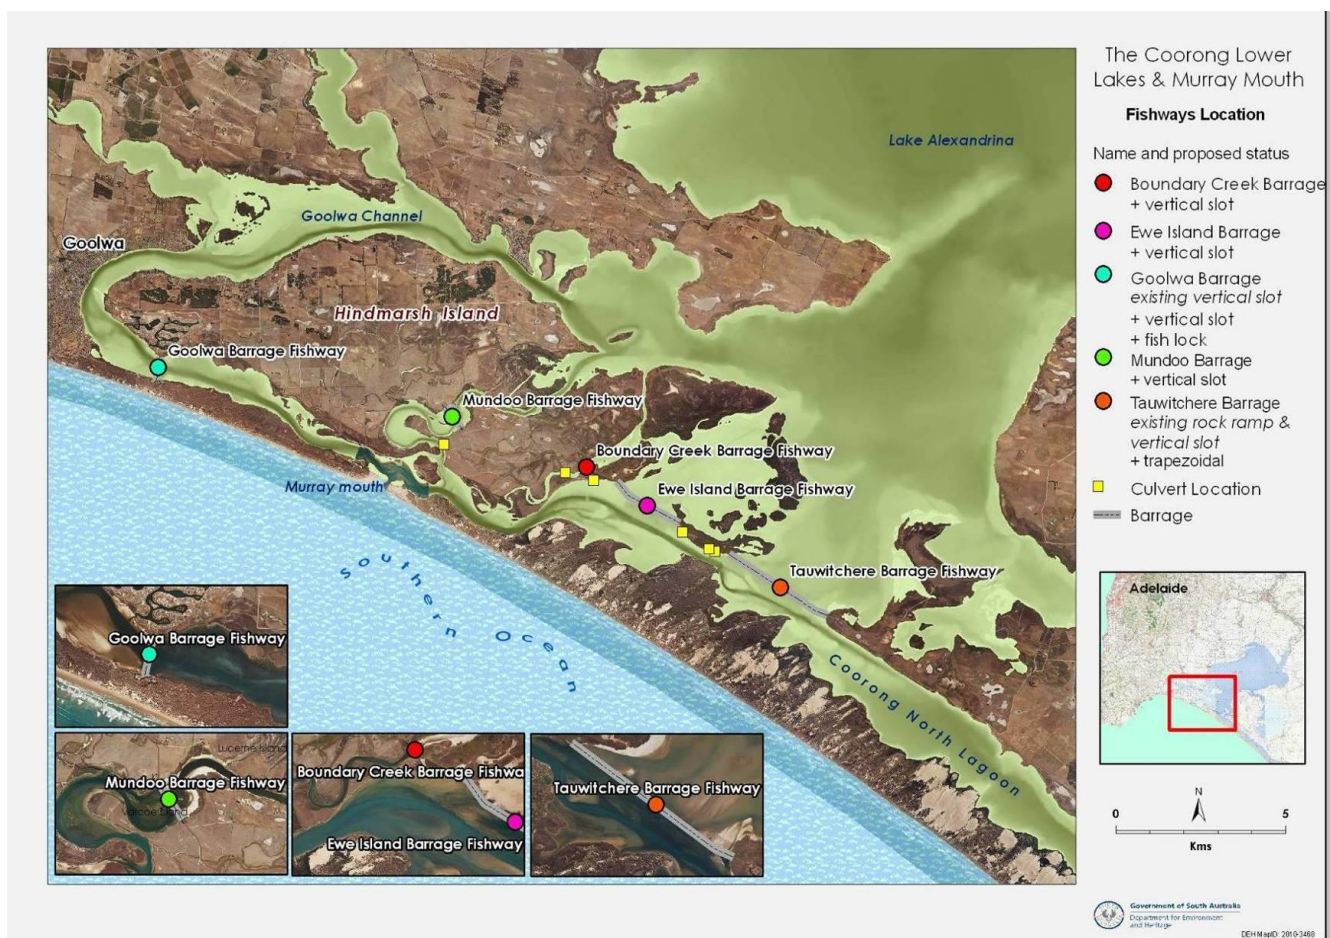 The Coorong Lower
Lakes & Murray Mouth
Fishways Location
Name and proposed status
Boundary Creek Barrage
+ vertical slot
Ewe Island Barrage
+ vertical slot
Goolwa Barrage
existing vertical slot
+ vertical slot
+ fish lock
Mundoo Barrage
+ vertical slot
Tauwitchere Barrage
existing rock ramp &
vertical slot
+ trapezoidal
Culvert Location
Barrage
Adelaide
N
0 5
Kms
Government of South Australia
Department for Environment
and Heritage
DEH MapID: 2010-3468
Lake Alexandrina
Goolwa Channel
Goolwa
Hindmarsh Island
Goolwa Barrage Fishway
Mundoo Barrage Fishway
Boundary Creek Barrage Fishway
Murray mouth
Ewe Island Barrage Fishway
Tauwitchere Barrage Fishway
Southern Ocean
Coorong North Lagoon
Goolwa Barrage Fishway
Lucerne Island
Mundoo Barrage Fishway
Boundary Creek Barrage Fishwa
Ewe Island Barrage Fishway
Tauwitchere Barrage Fishway